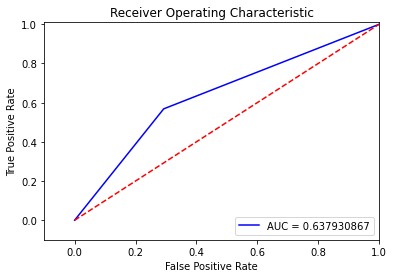 Receiver Operating Characteristic
True Positive Rate
1.0
0.8
0.6
0.4
0.2
0.0
AUC = 0.637930867
0.0 0.2 0.4 0.6 0.8 1.0
False Positive Rate